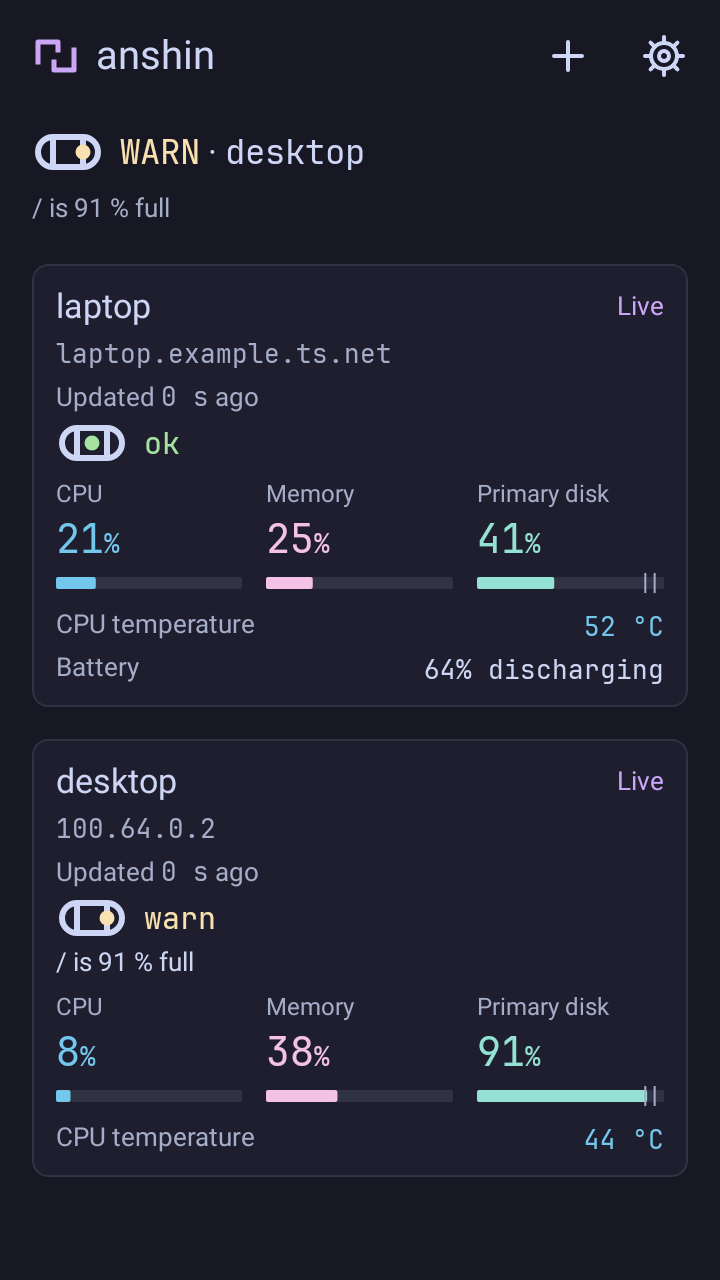 anshin
WARN · desktop
/ is 91 % full
laptop Live
laptop.example.ts.net
Updated 0 s ago
ok
CPU Memory Primary disk
21% 25% 41%
CPU temperature 52 °C
Battery 64% discharging
desktop Live
100.64.0.2
Updated 0 s ago
warn
/ is 91 % full
CPU Memory Primary disk
8% 38% 91%
CPU temperature 44 °C